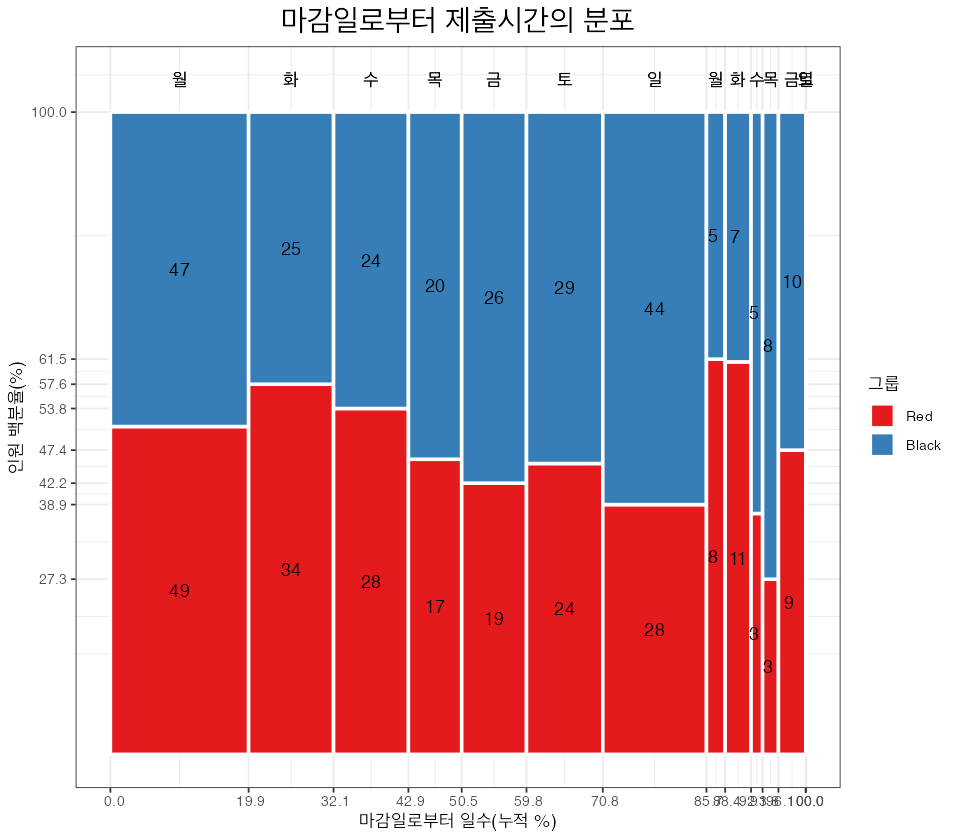 마감일로부터 제출시간의 분포
월 화 수 목 금 토 일 월 화 수 목 금
100.0
47 25 24 20 26 29 44 5 7 5 8 10
61.5
57.6
53.8
47.4
42.2
38.9
27.3
49 34 28 17 19 24 28 8 11 3 3 9
0.0 19.9 32.1 42.9 50.5 59.8 70.8 100.0
마감일로부터 일수(누적 %)
인원 백분율(%)
그룹
Red
Black